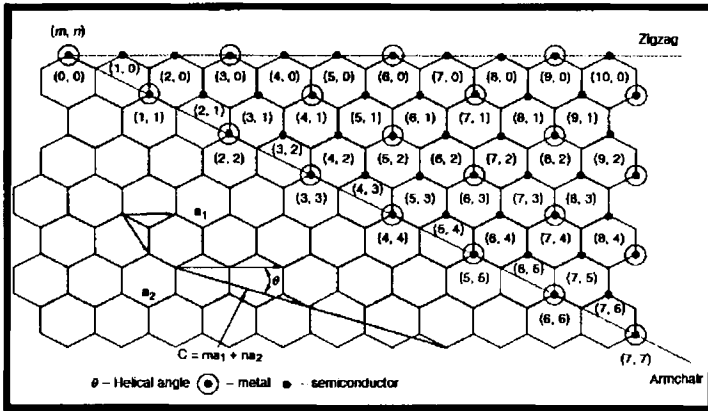 (m, n)
Zigzag
(0, 0) (1, 0) (2, 0) (3, 0) (4, 0) (5, 0) (6, 0) (7, 0) (8, 0) (9, 0) (10, 0)
(1, 1) (2, 1) (3, 1) (4, 1) (5, 1) (6, 1) (7, 1) (8, 1) (9, 1)
(2, 2) (3, 2) (4, 2) (5, 2) (6, 2) (7, 2) (8, 2) (9, 2)
(3, 3) (4, 3) (5, 3) (6, 3) (7, 3) (8, 3)
a1
(4, 4) (5, 4) (6, 4) (7, 4) (8, 4)
θ
(5, 5) (6, 5) (7, 5)
a2
(6, 6) (7, 6)
C = ma1 + na2
(7, 7)
θ – Helical angle – metal - semiconductor
Armchair